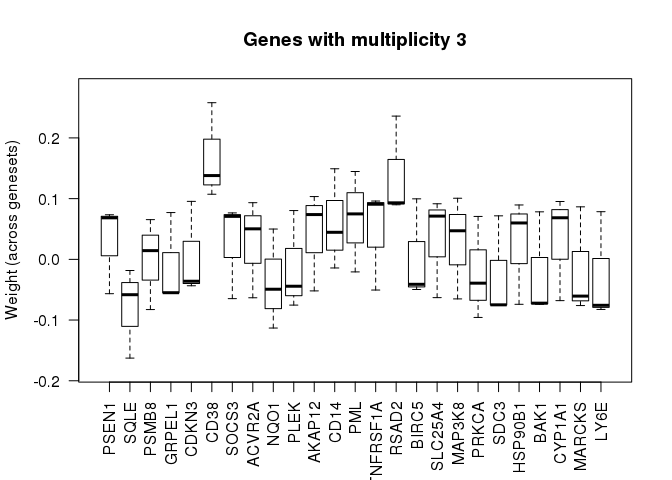 Genes with multiplicity 3
Weight (across genesets)
0.2
0.1
0.0
-0.1
-0.2
PSEN1
SQLE
PSMB8
GRPEL1
CDKN3
CD38
SOCS3
ACVR2A
NQO1
PLEK
AKAP12
CD14
PML
TNFRSF1A
RSAD2
BIRC5
SLC25A4
MAP3K8
PRKCA
SDC3
HSP90B1
BAK1
CYP1A1
MARCKS
LY6E